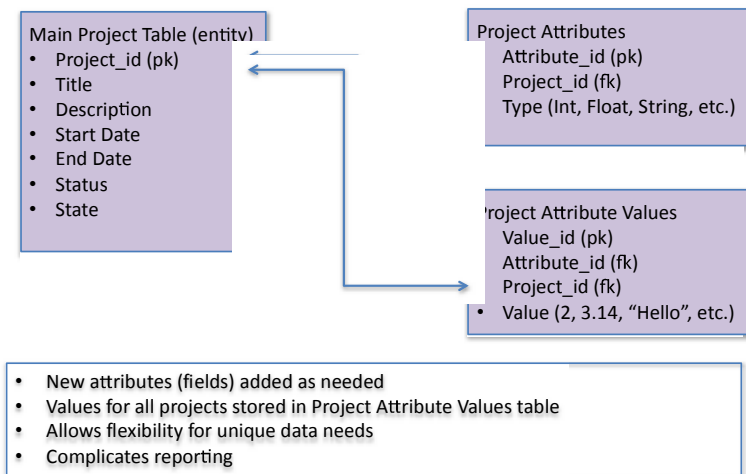 Main Project Table (entity)
• Project_id (pk)
• Title
• Description
• Start Date
• End Date
• Status
• State
Project Attributes
Attribute_id (pk)
Project_id (fk)
Type (Int, Float, String, etc.)
Project Attribute Values
Value_id (pk)
Attribute_id (fk)
Project_id (fk)
• Value (2, 3.14, “Hello”, etc.)
• New attributes (fields) added as needed
• Values for all projects stored in Project Attribute Values table
• Allows flexibility for unique data needs
• Complicates reporting